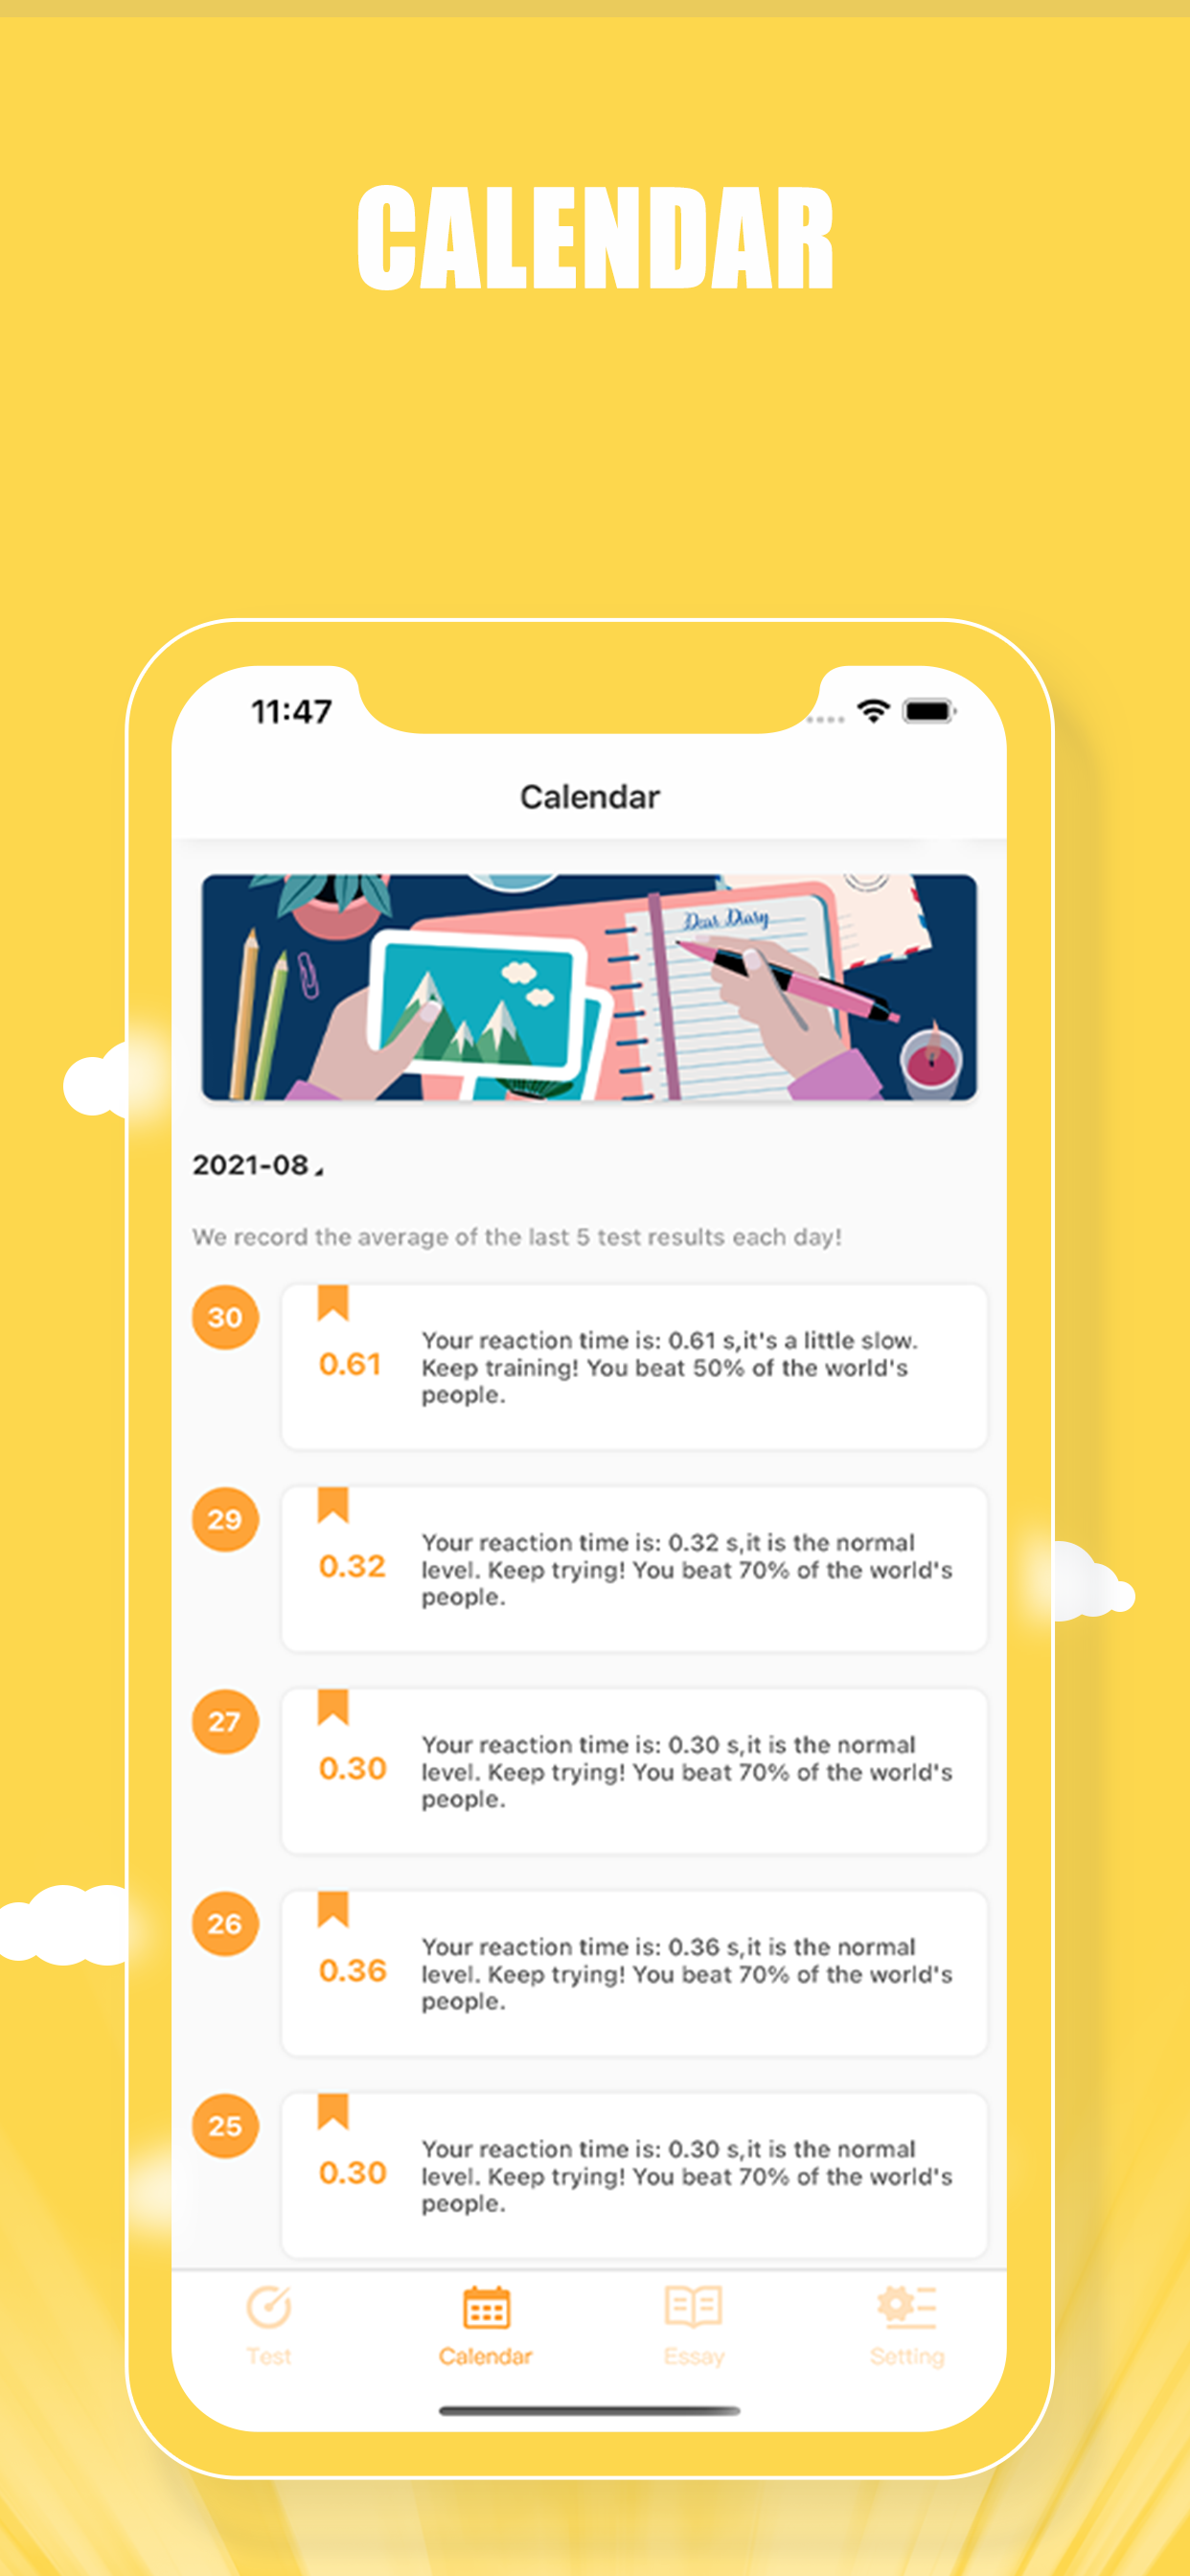 CALENDAR
11:47
Calendar
Dear Diary
2021-08
We record the average of the last 5 test results each day!
30
0.61
Your reaction time is: 0.61 s,it's a little slow.
Keep training! You beat 50% of the world's
people.
29
0.32
Your reaction time is: 0.32 s,it is the normal
level. Keep trying! You beat 70% of the world's
people.
27
0.30
Your reaction time is: 0.30 s,it is the normal
level. Keep trying! You beat 70% of the world's
people.
26
0.36
Your reaction time is: 0.36 s,it is the normal
level. Keep trying! You beat 70% of the world's
people.
25
0.30
Your reaction time is: 0.30 s,it is the normal
level. Keep trying! You beat 70% of the world's
people.
Test
Calendar
Essay
Setting